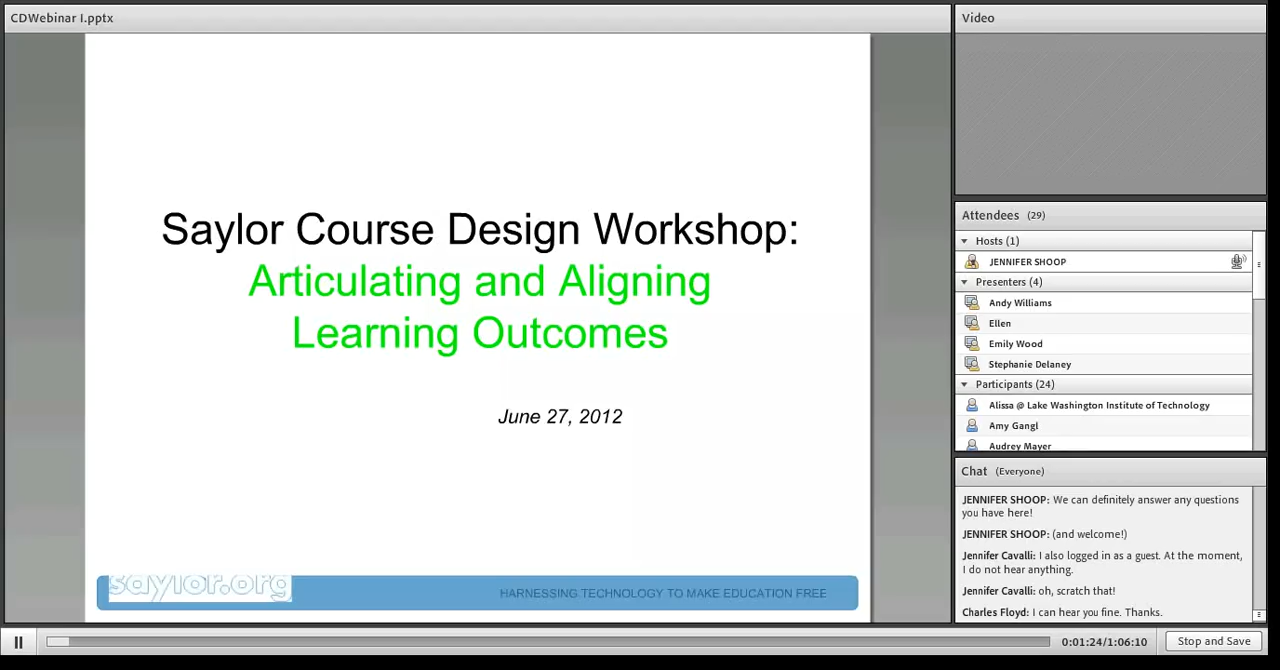 CDWebinar I.pptx
Saylor Course Design Workshop:
Articulating and Aligning
Learning Outcomes
June 27, 2012
saylor.org
HARNESSING TECHNOLOGY TO MAKE EDUCATION FREE
Video
Attendees (29)
Hosts (1)
JENNIFER SHOOP
Presenters (4)
Andy Williams
Ellen
Emily Wood
Stephanie Delaney
Participants (24)
Alissa @ Lake Washington Institute of Technology
Amy Gangl
Audrey Mayer
Chat (Everyone)
JENNIFER SHOOP: We can definitely answer any questions
you have here!
JENNIFER SHOOP: (and welcome!)
Jennifer Cavalli: I also logged in as a guest. At the moment,
I do not hear anything.
Jennifer Cavalli: oh, scratch that!
Charles Floyd: I can hear you fine. Thanks.
0:01:24/1:06:10
Stop and Save